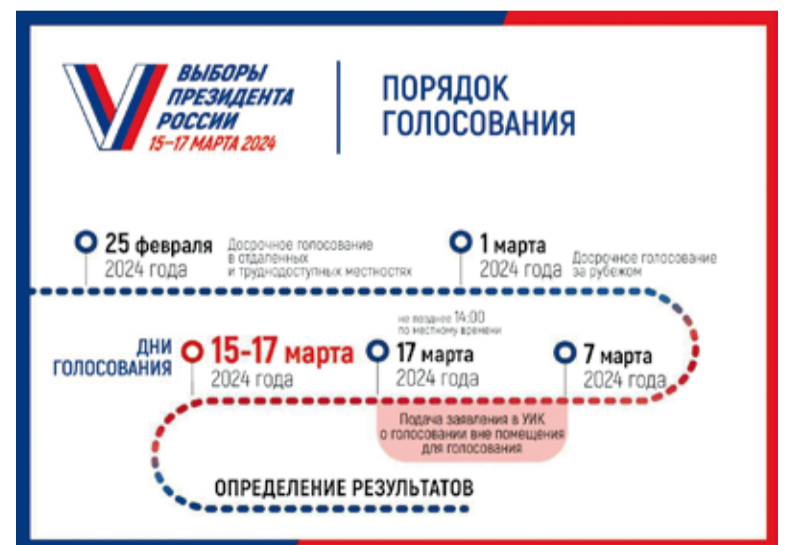 ВЫБОРЫ
ПРЕЗИДЕНТА
РОССИИ
15–17 МАРТА 2024
ПОРЯДОК
ГОЛОСОВАНИЯ
25 февраля
2024 года
Досрочное голосование
в отдаленных
и труднодоступных местностях
1 марта
2024 года
Досрочное голосование
за рубежом
ДНИ
ГОЛОСОВАНИЯ
15-17 марта
2024 года
не позднее 14:00
по местному времени
17 марта
2024 года
7 марта
2024 года
Подача заявления в УИК
о голосовании вне помещения
для голосования
ОПРЕДЕЛЕНИЕ РЕЗУЛЬТАТОВ